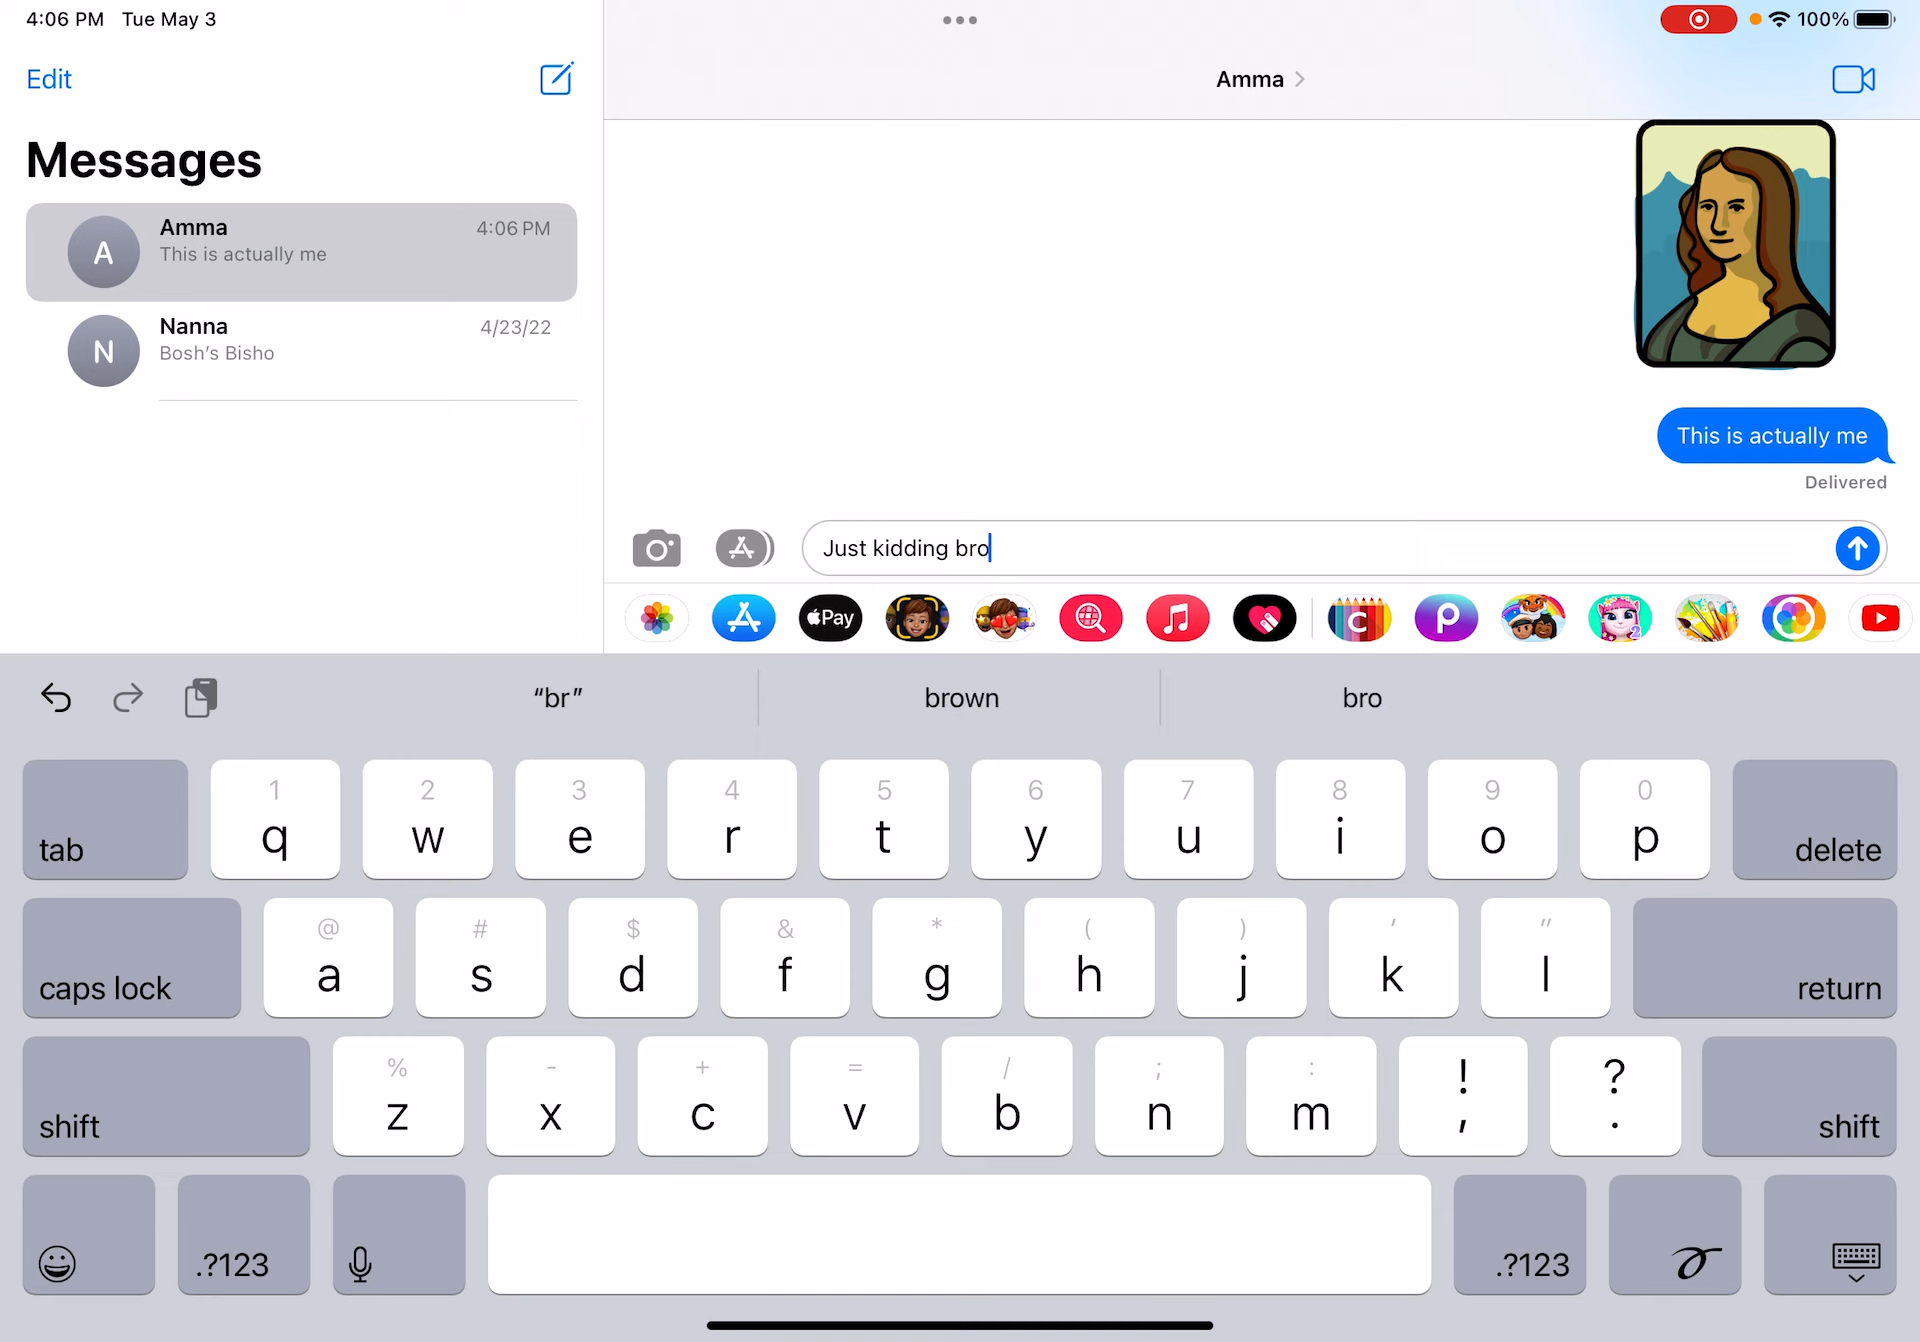 4:06 PM Tue May 3
100%
Edit
Amma
Messages
Amma
4:06 PM
This is actually me
Nanna
4/23/22
Bosh's Bisho
This is actually me
Delivered
Just kidding bro
Pay
C
P
2
"br"
brown
bro
1 2 3 4 5 6 7 8 9 0
tab q w e r t y u i o p delete
@ # $ & * ( ) ' "
caps lock a s d f g h j k l return
% - + = / ; : ! ?
shift z x c v b n m , . shift
.?123
.?123